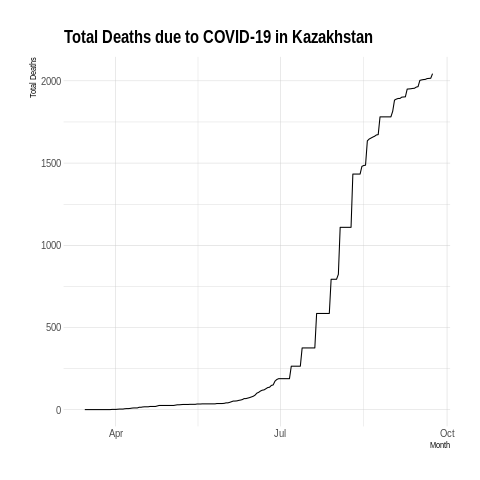 Total Deaths due to COVID-19 in Kazakhstan
Total Deaths
2000
1500
1000
500
0
Apr
Jul
Oct
Month